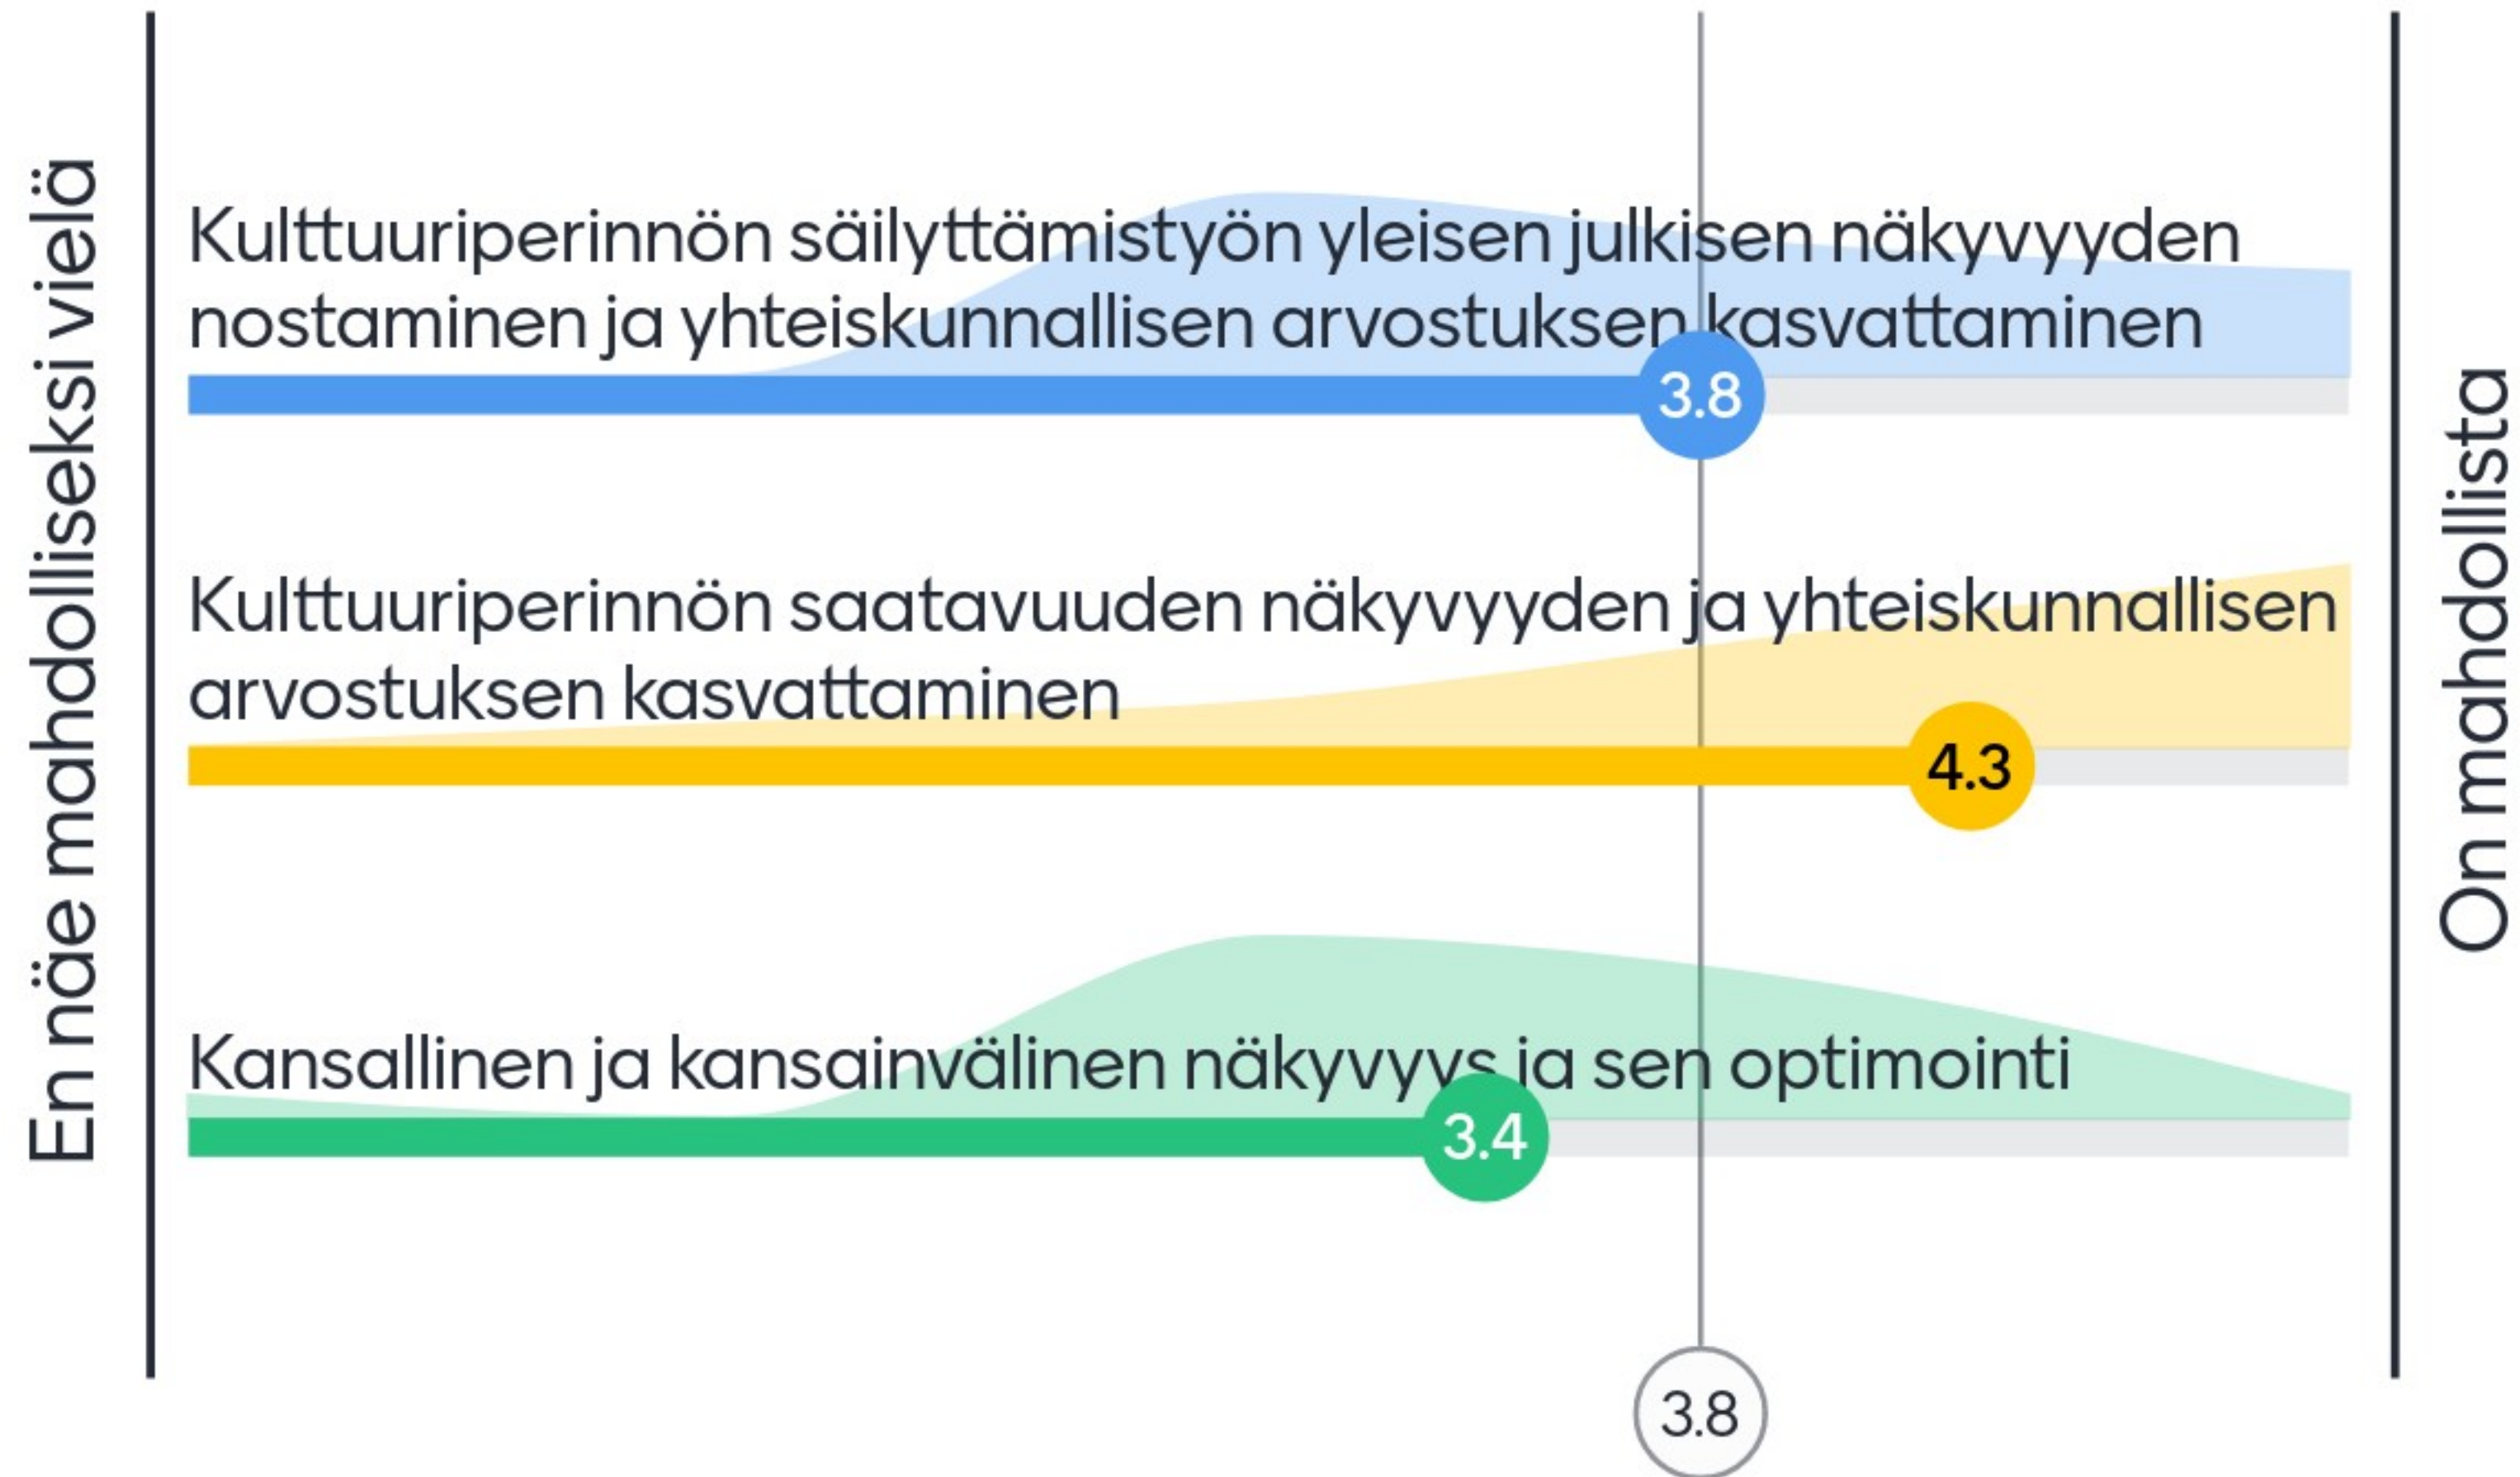 En näe mahdolliseksi vielä
Kulttuuriperinnön säilyttämistyön yleisen julkisen näkyvyyden
nostaminen ja yhteiskunnallisen arvostuksen kasvattaminen
3.8
Kulttuuriperinnön saatavuuden näkyvyyden ja yhteiskunnallisen
arvostuksen kasvattaminen
4.3
Kansallinen ja kansainvälinen näkyvyys ja sen optimointi
3.4
3.8
On mahdollista